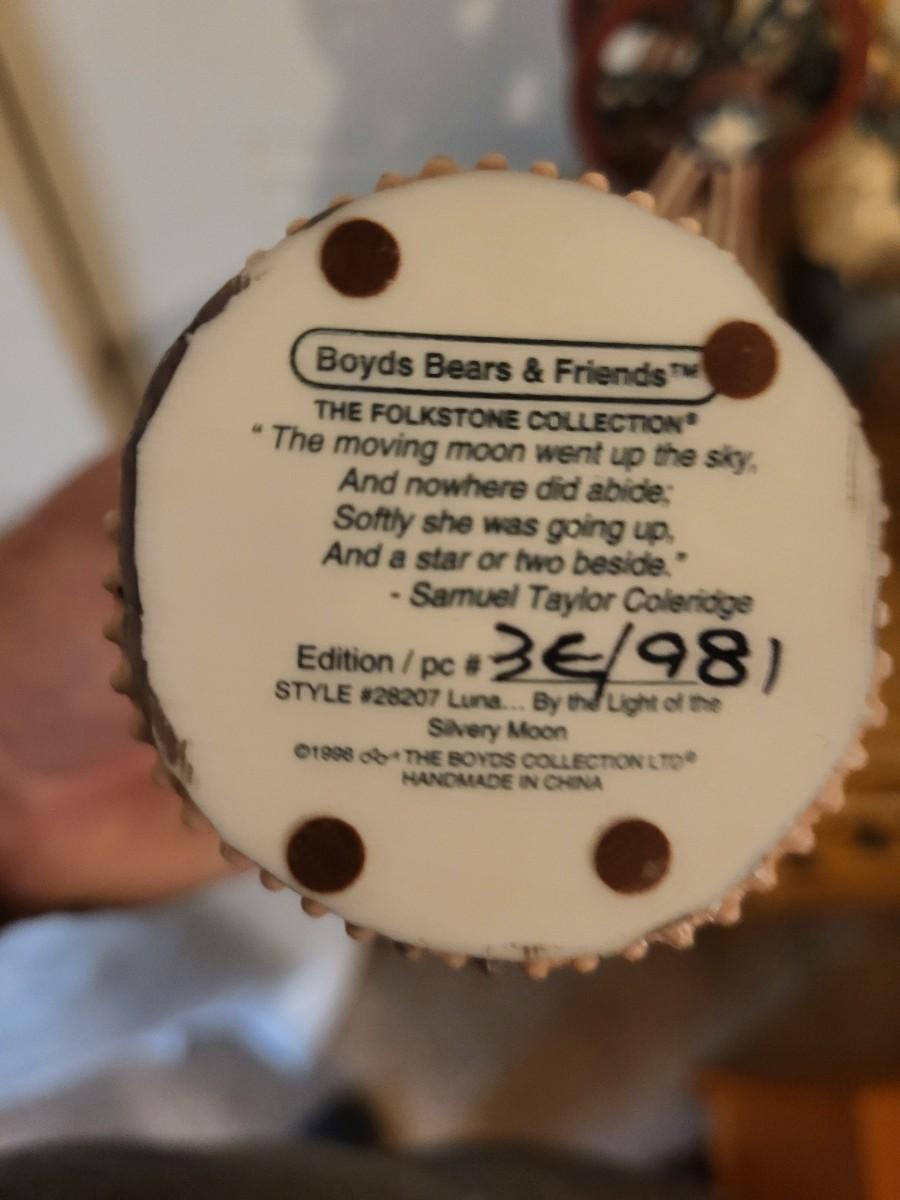 Boyds Bears & Friends™
THE FOLKSTONE COLLECTION®
“ The moving moon went up the sky,
And nowhere did abide;
Softly she was going up,
And a star or two beside.”
- Samuel Taylor Coleridge
Edition / pc # 3E/981
STYLE #28207 Luna... By the Light of the
Silvery Moon
©1998 THE BOYDS COLLECTION LTD®
HANDMADE IN CHINA